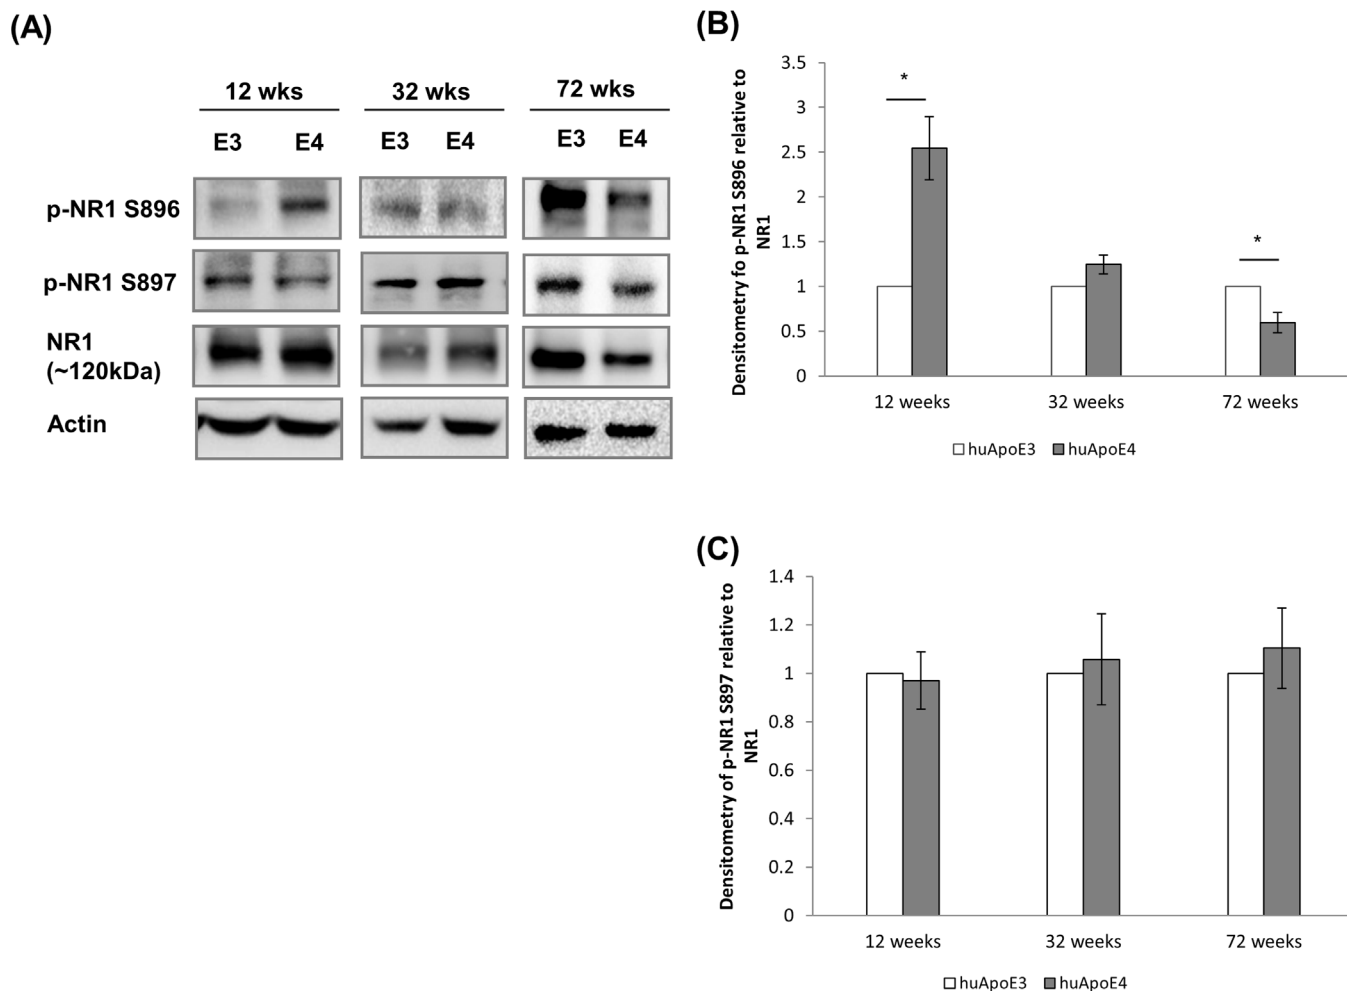 (A)
12 wks 32 wks 72 wks
E3 E4 E3 E4 E3 E4
p-NR1 S896
p-NR1 S897
NR1
(~120kDa)
Actin
(B)
Densitometry fo p-NR1 S896 relative to
NR1
3.5
3
2.5
2
1.5
1
0.5
0
*
*
12 weeks 32 weeks 72 weeks
huApoE3 huApoE4
(C)
Densitometry of p-NR1 S897 relative to
NR1
1.4
1.2
1
0.8
0.6
0.4
0.2
0
12 weeks 32 weeks 72 weeks
huApoE3 huApoE4